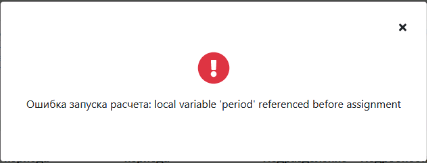 Ошибка запуска расчета: local variable 'period' referenced before assignment